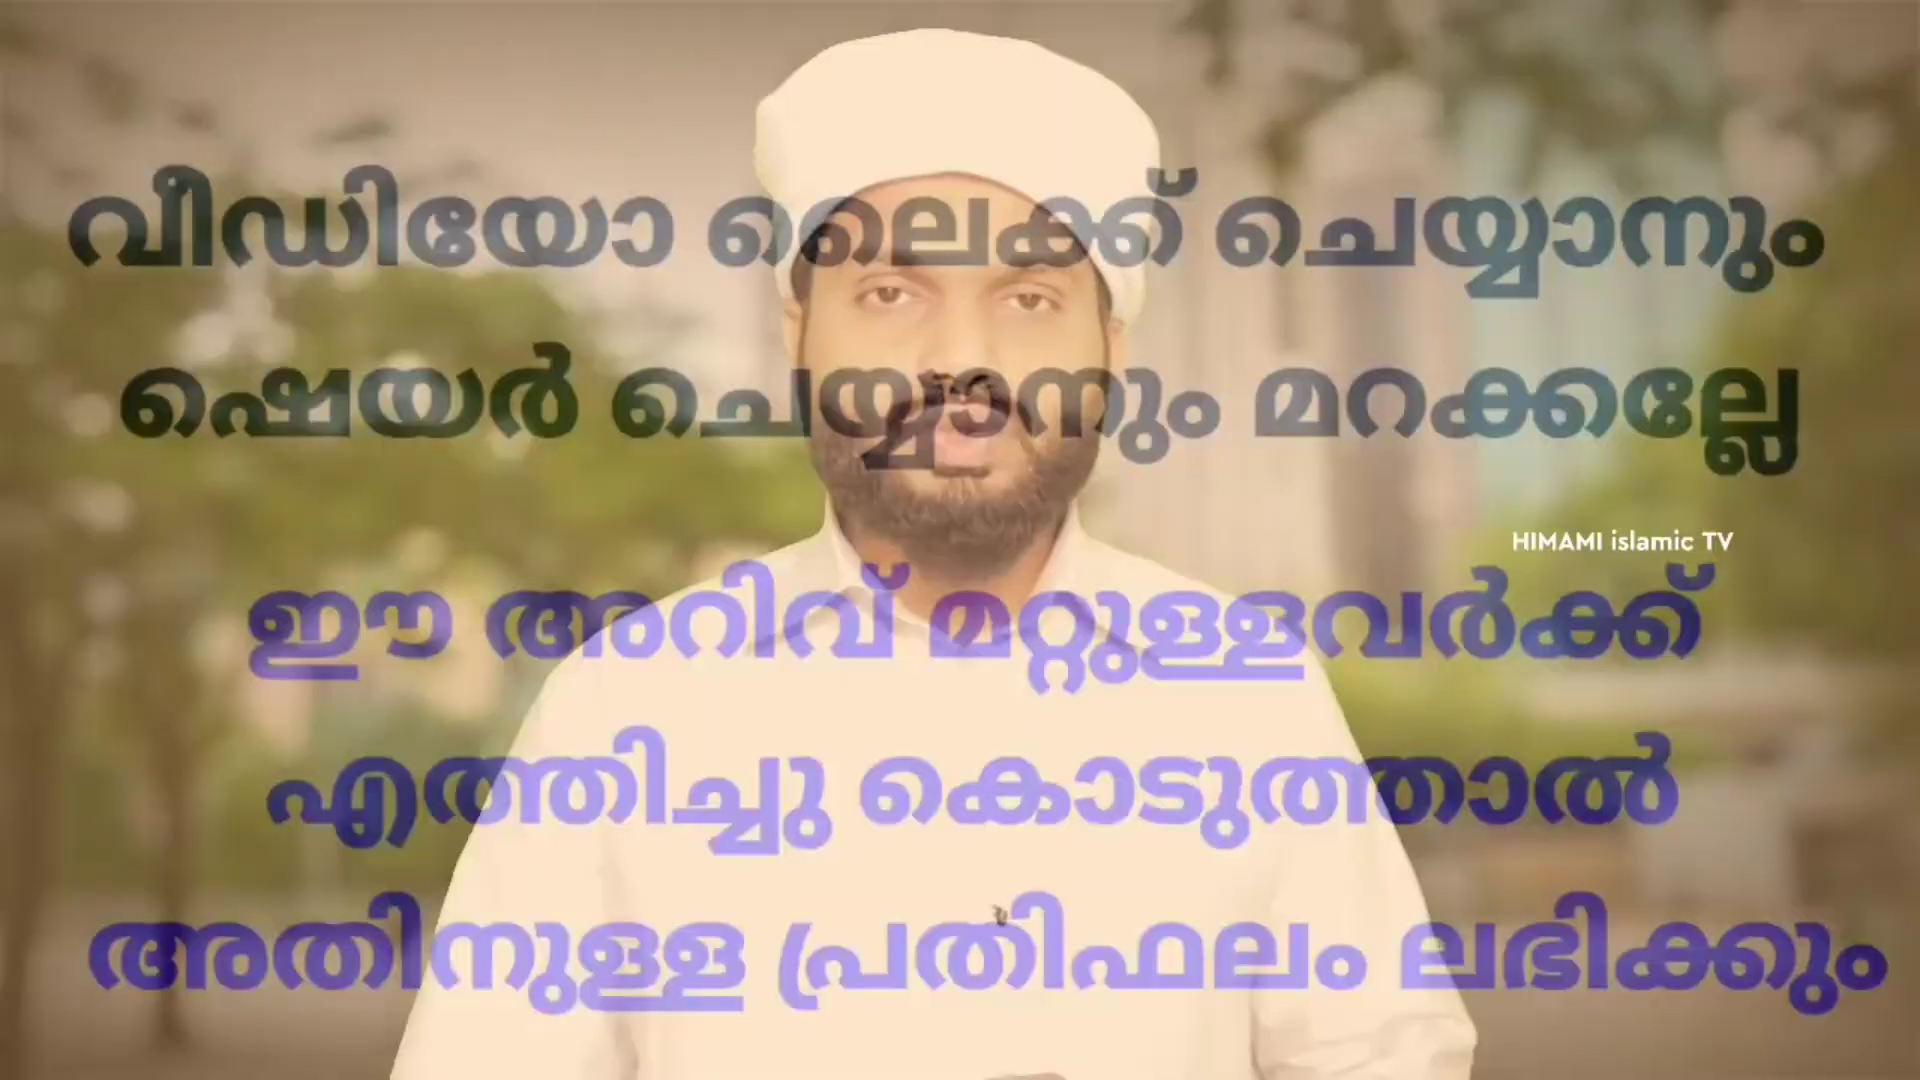 വീഡിയോ ലൈക്ക് ചെയ്യാനും
ഷെയർ ചെയ്യാനും മറക്കല്ലേ
HIMAMI islamic TV
ഈ അറിവ് മറ്റുള്ളവർക്ക്
എത്തിച്ചു കൊടുത്താൽ
അതിനുള്ള പ്രതിഫലം ലഭിക്കും